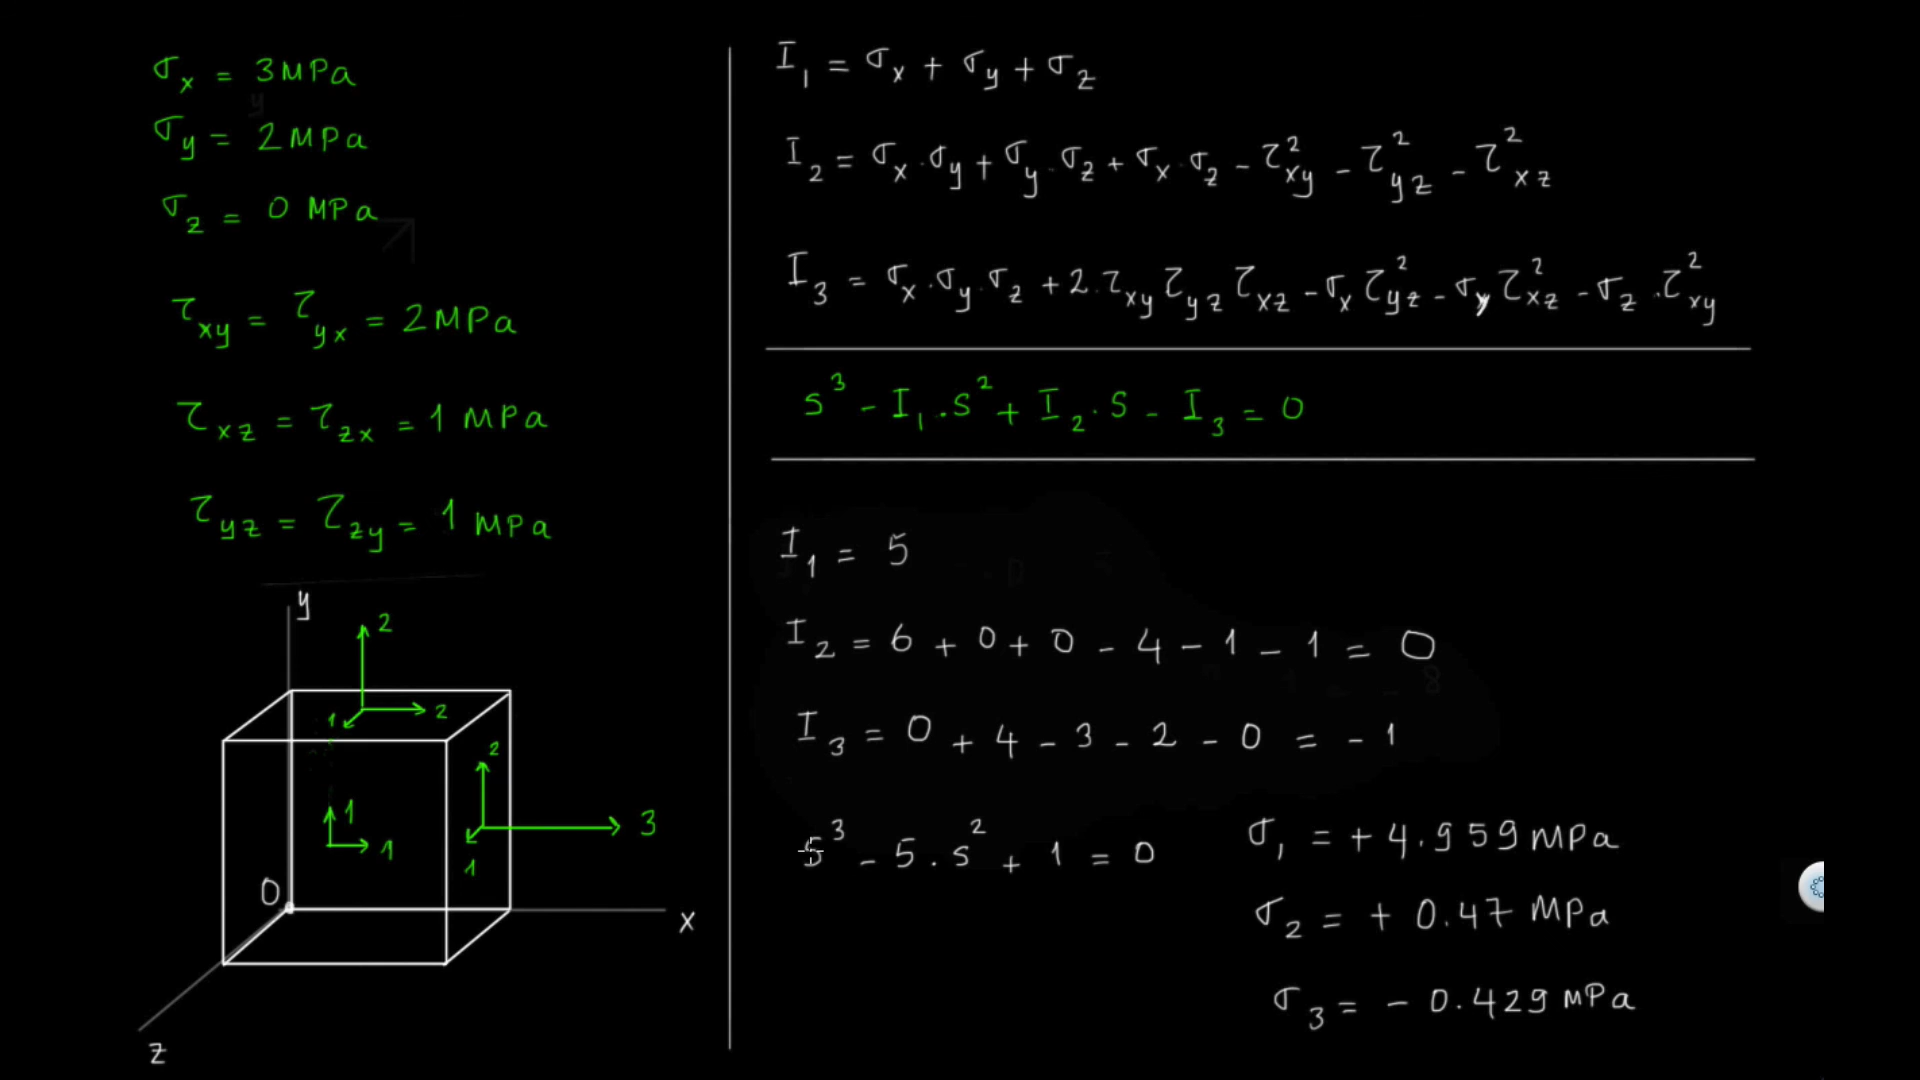 σx = 3MPa
σy = 2MPa
σz = 0 MPa
τxy = τyx = 2MPa
τxz = τzx = 1 MPa
τyz = τzy = 1 MPa
y
2
1
2
2
1
1
3
1
0
x
z
I₁ = σx + σy + σz
I₂ = σx · σy + σy · σz + σx · σz - τ²xy - τ²yz - τ²xz
I₃ = σx · σy · σz + 2 · τxy τyz τxz - σx τ²yz - σy τ²xz - σz · τ²xy
s³ - I₁ . s² + I₂ . s - I₃ = 0
I₁ = 5
I₂ = 6 + 0 + 0 - 4 - 1 - 1 = 0
I₃ = 0 + 4 - 3 - 2 - 0 = - 1
s³ - 5 . s² + 1 = 0
σ₁ = + 4.959 MPa
σ₂ = + 0.47 MPa
σ₃ = - 0.429 MPa